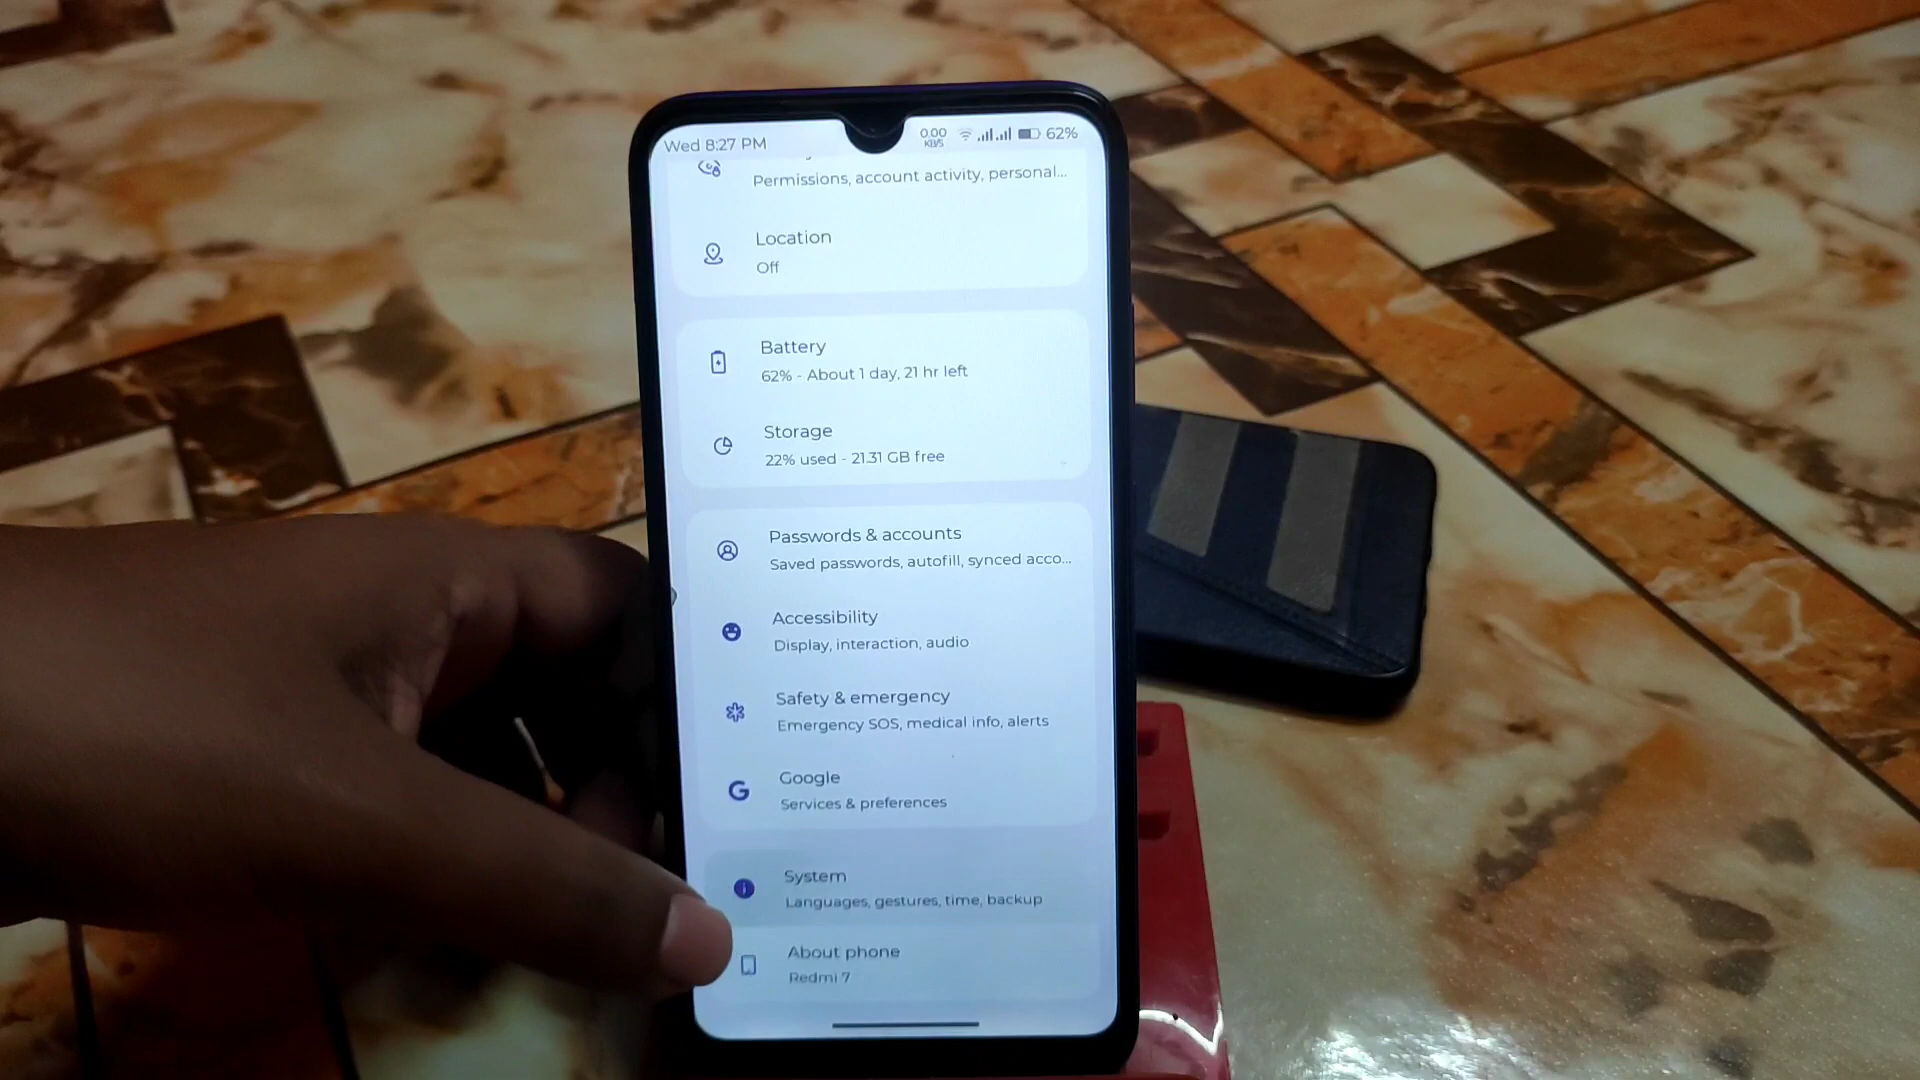 Wed 8:27 PM
0.00
KB/S
62%
Permissions, account activity, personal...
Location
Off
Battery
62% - About 1 day, 21 hr left
Storage
22% used - 21.31 GB free
Passwords & accounts
Saved passwords, autofill, synced acco...
Accessibility
Display, interaction, audio
Safety & emergency
Emergency SOS, medical info, alerts
Google
Services & preferences
System
Languages, gestures, time, backup
About phone
Redmi 7